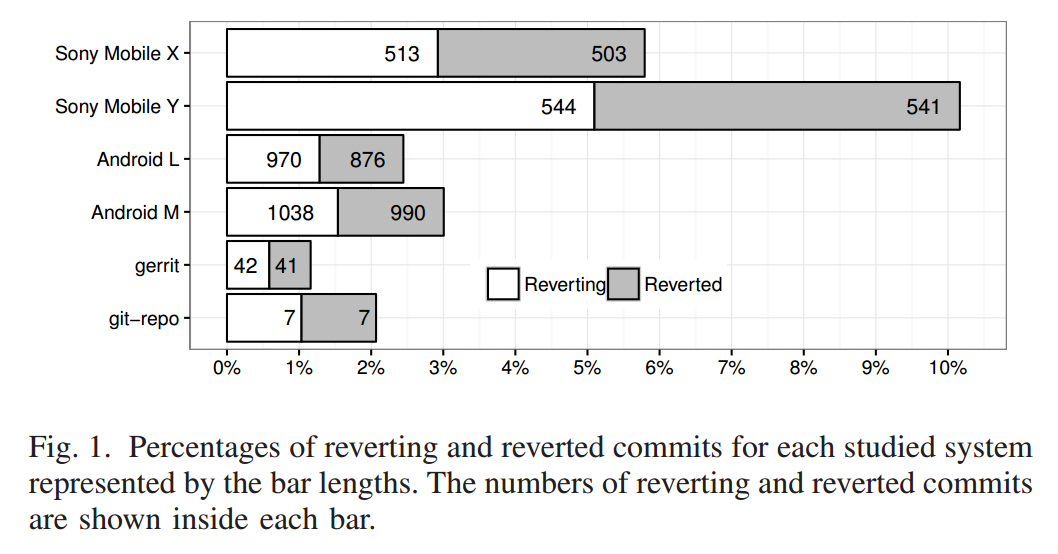 Sony Mobile X 513 503
Sony Mobile Y 544 541
Android L 970 876
Android M 1038 990
gerrit 42 41
Reverting Reverted
git−repo 7 7
0% 1% 2% 3% 4% 5% 6% 7% 8% 9% 10%
Fig. 1. Percentages of reverting and reverted commits for each studied system
represented by the bar lengths. The numbers of reverting and reverted commits
are shown inside each bar.